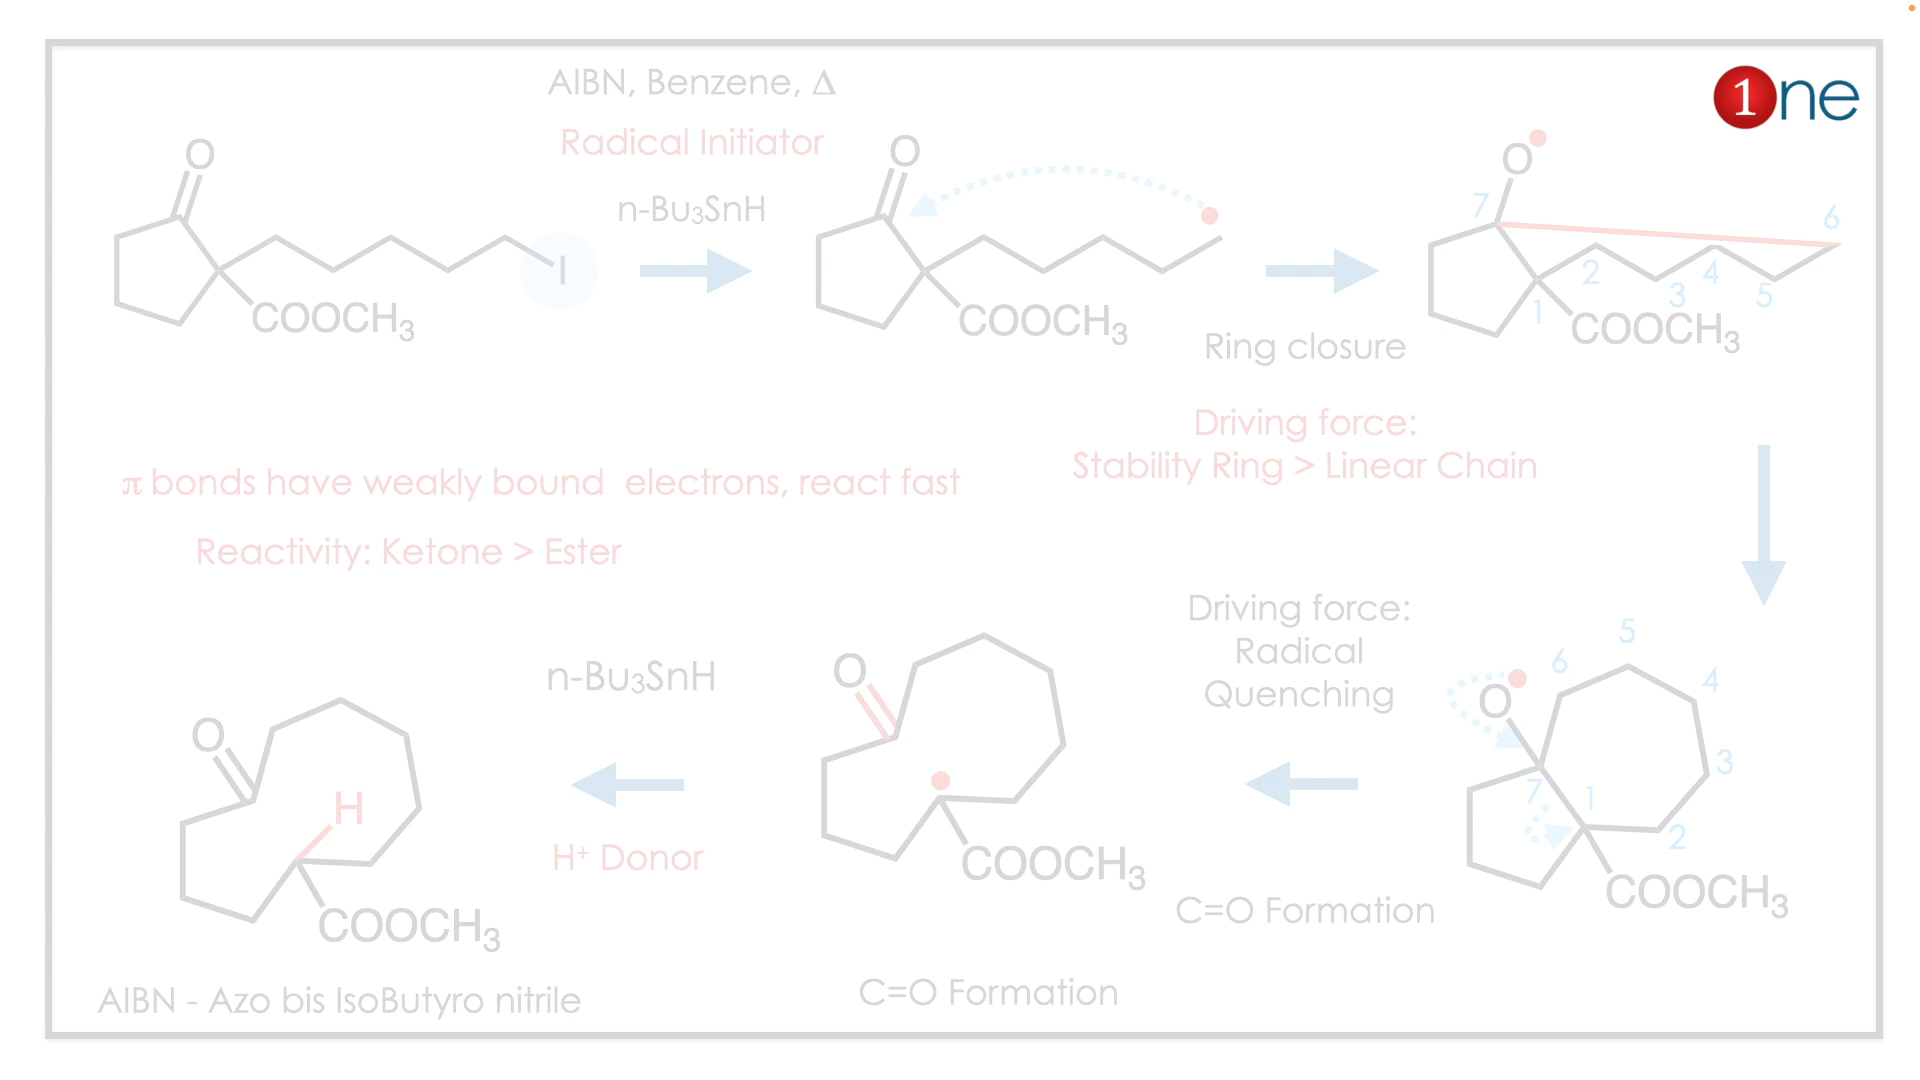 AIBN, Benzene, Δ
Radical Initiator
n-Bu₃SnH
1ne
O
I
COOCH₃
O
COOCH₃
Ring closure
O
7
6
2
4
3
5
1
COOCH₃
Driving force:
Stability Ring > Linear Chain
π bonds have weakly bound electrons, react fast
Reactivity: Ketone > Ester
Driving force:
Radical
Quenching
n-Bu₃SnH
H⁺ Donor
O
H
COOCH₃
O
COOCH₃
C=O Formation
5
6
4
O
3
7
1
2
COOCH₃
C=O Formation
AIBN - Azo bis IsoButyro nitrile